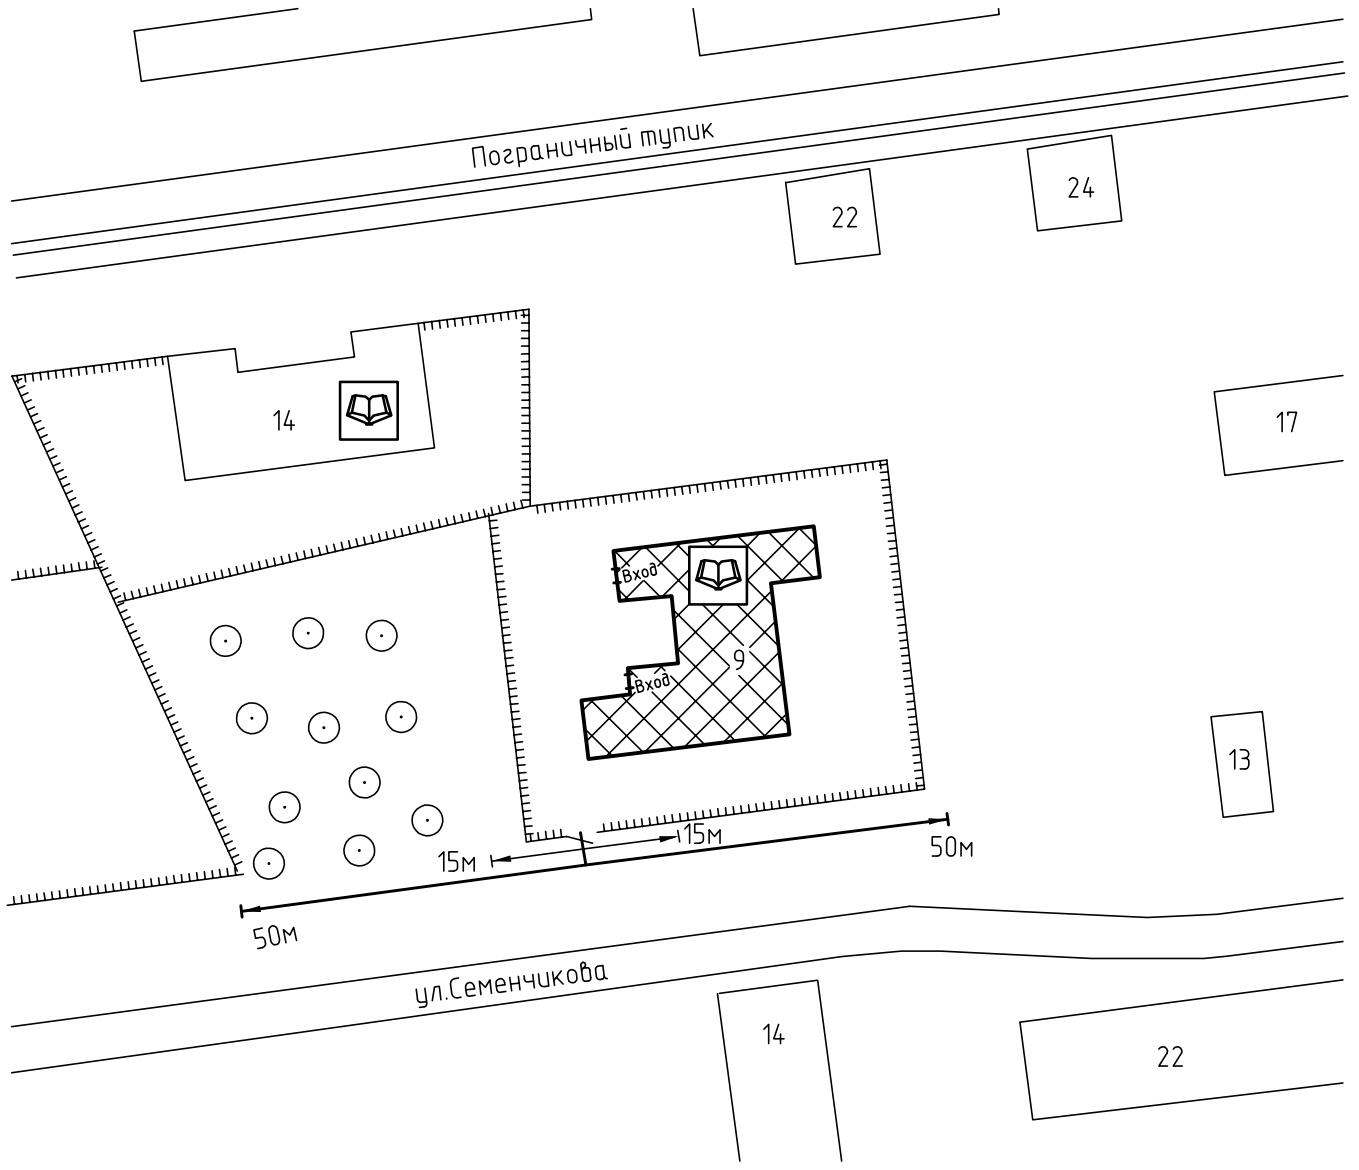 Пограничный тупик
24
22
14
17
Вход
9
Вход
13
15м
15м
50м
50м
ул.Семенчикова
14
22